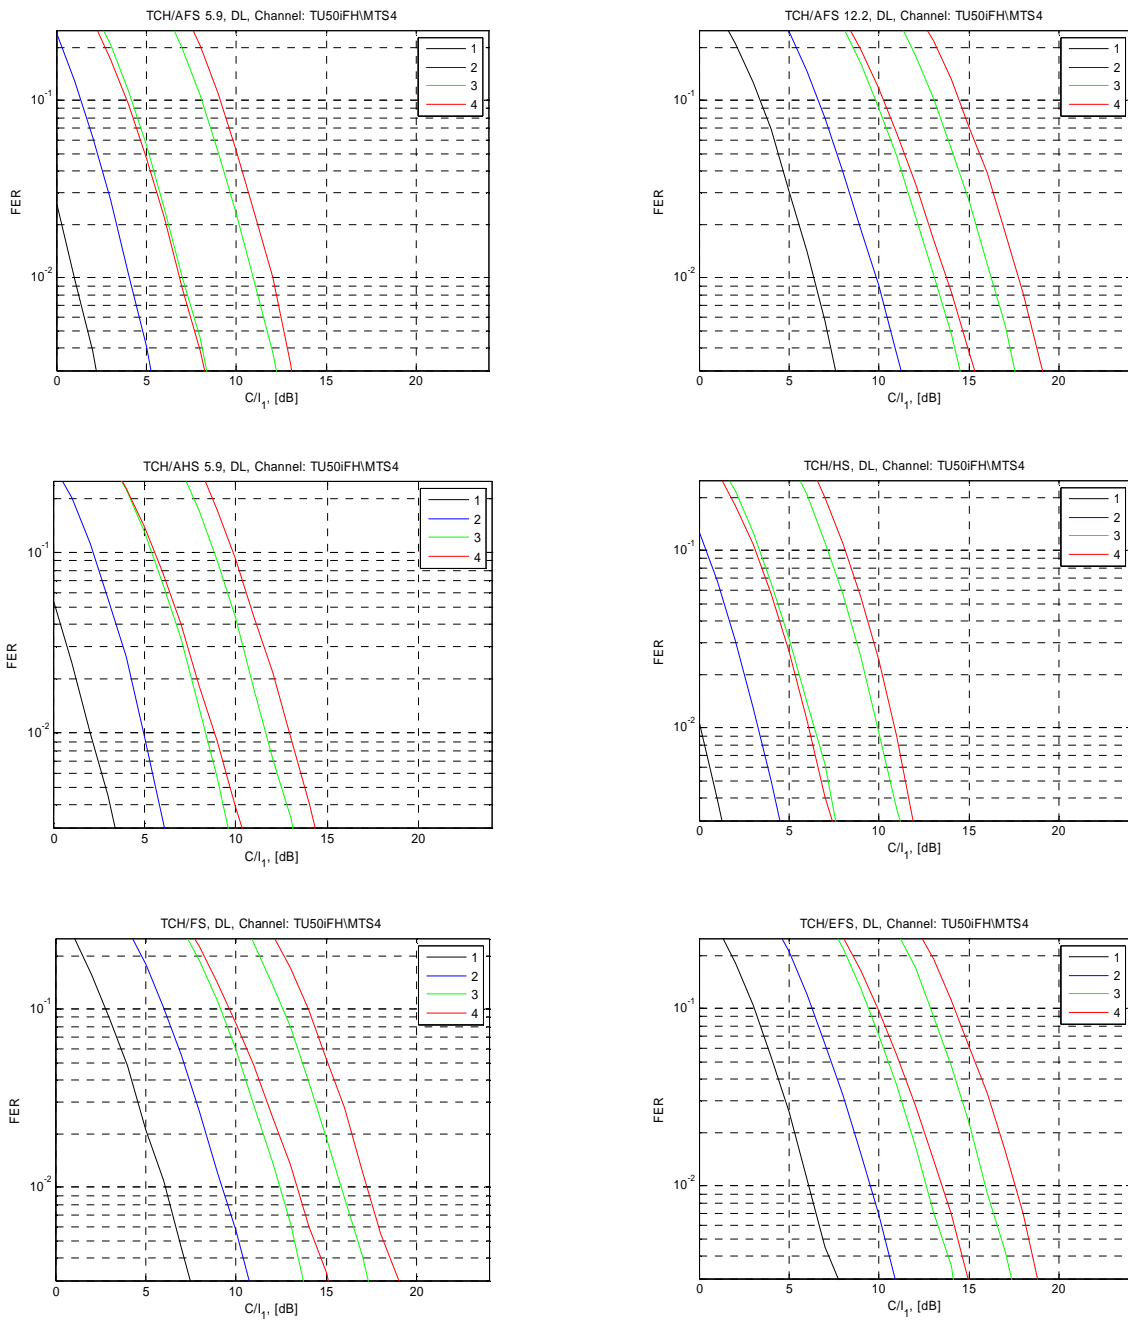 TCH/AFS 5.9, DL, Channel: TU50iFH\MTS4
1
2
3
4
10^-1
10^-2
FER
0 5 10 15 20
C/I_1, [dB]
TCH/AFS 12.2, DL, Channel: TU50iFH\MTS4
1
2
3
4
10^-1
10^-2
FER
0 5 10 15 20
C/I_1, [dB]
TCH/AHS 5.9, DL, Channel: TU50iFH\MTS4
1
2
3
4
10^-1
10^-2
FER
0 5 10 15 20
C/I_1, [dB]
TCH/HS, DL, Channel: TU50iFH\MTS4
1
2
3
4
10^-1
10^-2
FER
0 5 10 15 20
C/I_1, [dB]
TCH/FS, DL, Channel: TU50iFH\MTS4
1
2
3
4
10^-1
10^-2
FER
0 5 10 15 20
C/I_1, [dB]
TCH/EFS, DL, Channel: TU50iFH\MTS4
1
2
3
4
10^-1
10^-2
FER
0 5 10 15 20
C/I_1, [dB]